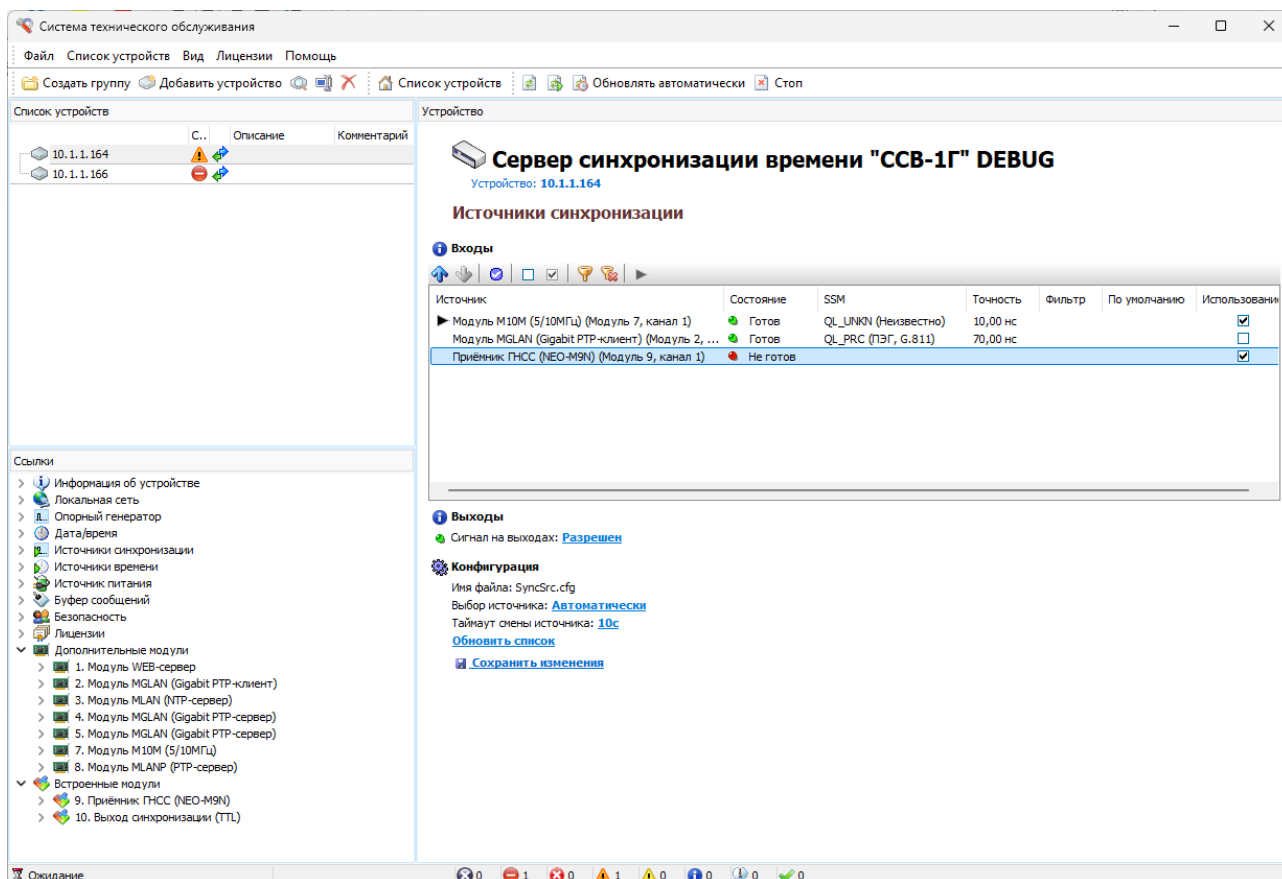 Система технического обслуживания
Файл Список устройств Вид Лицензии Помощь
Создать группу Добавить устройство Список устройств Обновлять автоматически Стоп
Список устройств
С.. Описание Комментарий
10.1.1.164
10.1.1.166
Ссылки
Информация об устройстве
Локальная сеть
Опорный генератор
Дата/время
Источники синхронизации
Источники времени
Источник питания
Буфер сообщений
Безопасность
Лицензии
Дополнительные модули
1. Модуль WEB-сервер
2. Модуль MGLAN (Gigabit PTP-клиент)
3. Модуль MLAN (NTP-сервер)
4. Модуль MGLAN (Gigabit PTP-сервер)
5. Модуль MGLAN (Gigabit PTP-сервер)
7. Модуль M10M (5/10МГц)
8. Модуль MLANP (PTP-сервер)
Встроенные модули
9. Приёмник ГНСС (NEO-M9N)
10. Выход синхронизации (TTL)
Устройство
Сервер синхронизации времени "ССВ-1Г" DEBUG
Устройство: 10.1.1.164
Источники синхронизации
Входы
Источник Состояние SSM Точность Фильтр По умолчанию Использовани
Модуль M10M (5/10МГц) (Модуль 7, канал 1) Готов QL_UNKN (Неизвестно) 10,00 нс
Модуль MGLAN (Gigabit PTP-клиент) (Модуль 2, ... Готов QL_PRC (ПЭГ, G.811) 70,00 нс
Приёмник ГНСС (NEO-M9N) (Модуль 9, канал 1) Не готов
Выходы
Сигнал на выходах: Разрешен
Конфигурация
Имя файла: SyncSrc.cfg
Выбор источника: Автоматически
Таймаут смены источника: 10с
Обновить список
Сохранить изменения
Ожидание 0 1 0 1 0 0 0 0